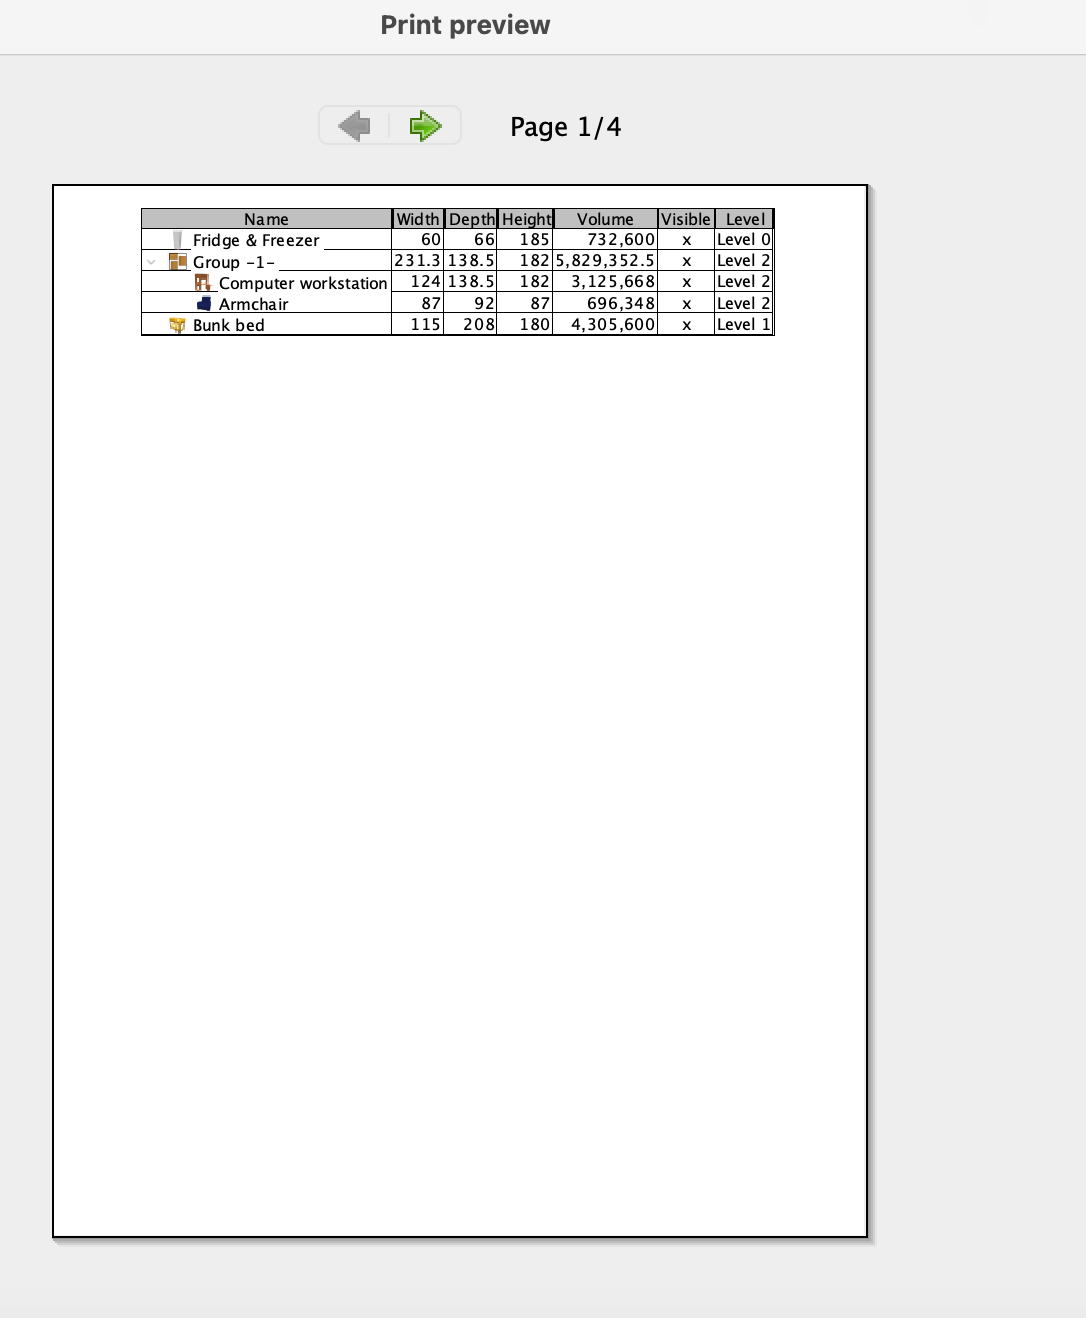 Print preview
Page 1/4
Name Width Depth Height Volume Visible Level
Fridge & Freezer 60 66 185 732,600 x Level 0
Group -1- 231.3 138.5 182 5,829,352.5 x Level 2
Computer workstation 124 138.5 182 3,125,668 x Level 2
Armchair 87 92 87 696,348 x Level 2
Bunk bed 115 208 180 4,305,600 x Level 1